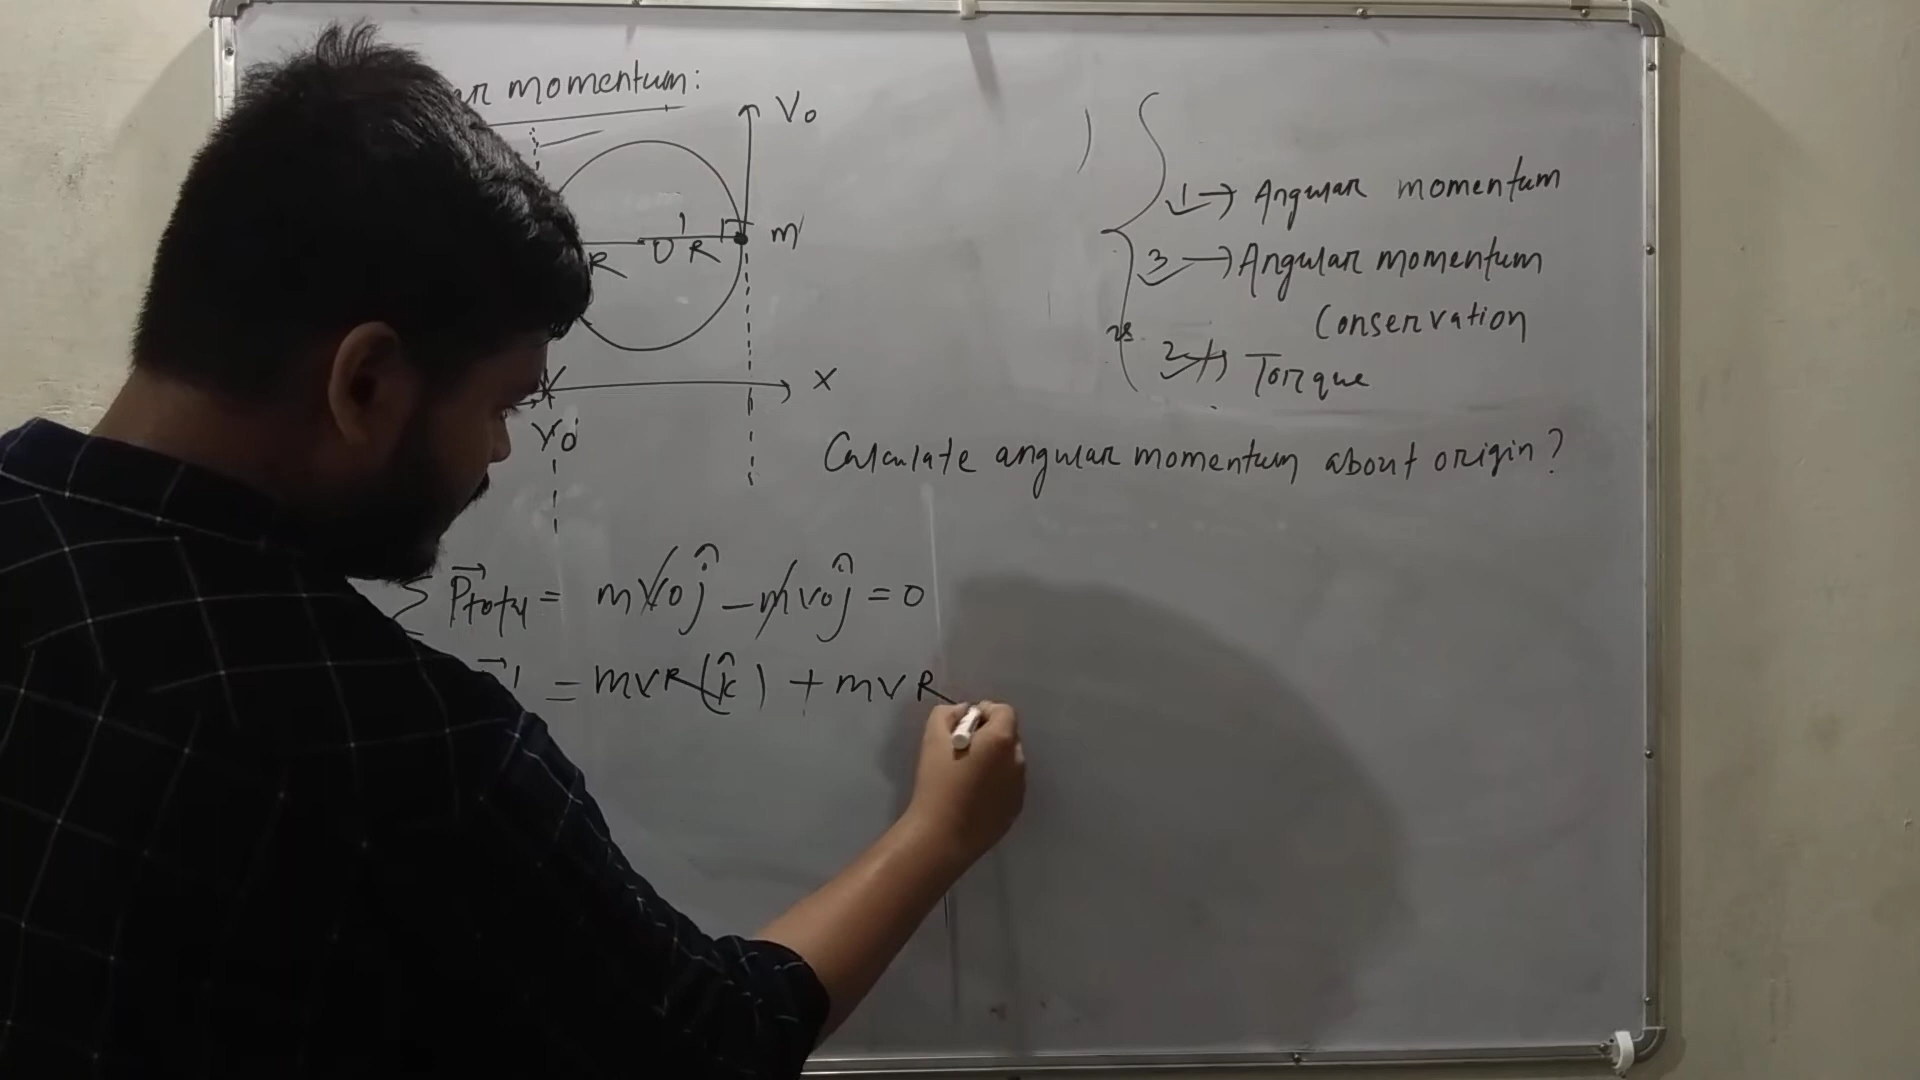 momentum:
V₀
m
R O' R
X
V₀
1 → Angular momentum
3 → Angular momentum
Conservation
2 → Torque
Calculate angular momentum about origin?
Σ P⃗total = mv₀ĵ - mv₀ĵ = 0
= mvR(k̂) + mvR